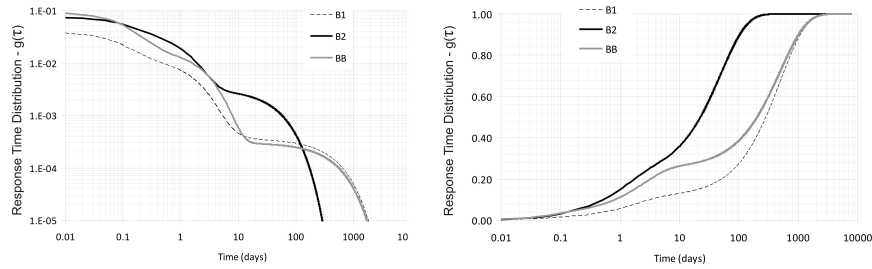 Response Time Distribution - g(τ)
1.E-01
1.E-02
1.E-03
1.E-04
1.E-05
0.01
0.1
1
10
100
1000
10
Time (days)
B1
B2
BB
Response Time Distribution - g(τ)
1.00
0.80
0.60
0.40
0.20
0.00
0.01
0.1
1
10
100
1000
10000
Time (days)
B1
B2
BB